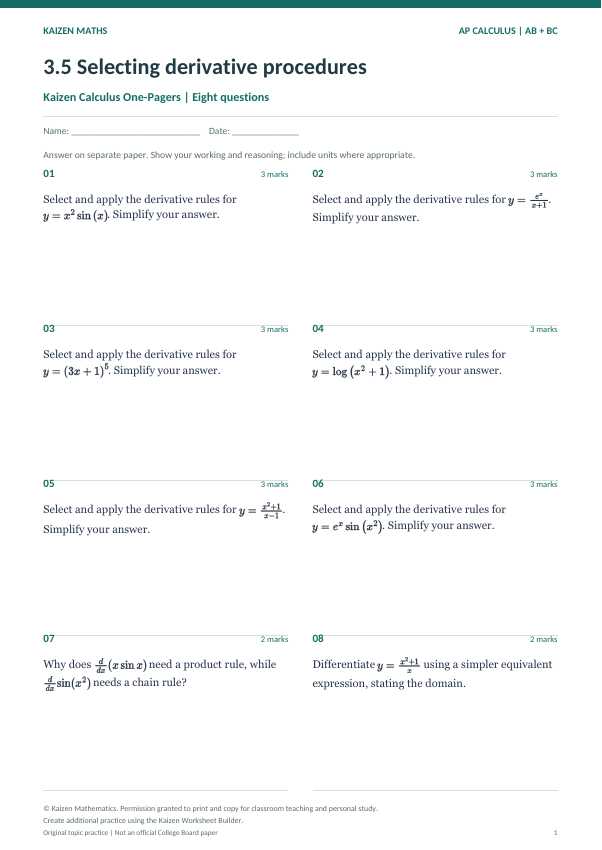 KAIZEN MATHS
AP CALCULUS | AB + BC
3.5 Selecting derivative procedures
Kaizen Calculus One-Pagers | Eight questions
Name: ___________________________ Date: ______________
Answer on separate paper. Show your working and reasoning; include units where appropriate.
01 3 marks
Select and apply the derivative rules for
y = x² sin (x). Simplify your answer.
02 3 marks
Select and apply the derivative rules for y = eˣ/(x+1).
Simplify your answer.
03 3 marks
Select and apply the derivative rules for
y = (3x + 1)⁵. Simplify your answer.
04 3 marks
Select and apply the derivative rules for
y = log (x² + 1). Simplify your answer.
05 3 marks
Select and apply the derivative rules for y = (x²+1)/(x−1).
Simplify your answer.
06 3 marks
Select and apply the derivative rules for
y = eˣ sin (x²). Simplify your answer.
07 2 marks
Why does d/dx (x sin x) need a product rule, while
d/dx sin(x²) needs a chain rule?
08 2 marks
Differentiate y = (x²+1)/x using a simpler equivalent
expression, stating the domain.
© Kaizen Mathematics. Permission granted to print and copy for classroom teaching and personal study.
Create additional practice using the Kaizen Worksheet Builder.
Original topic practice | Not an official College Board paper
1